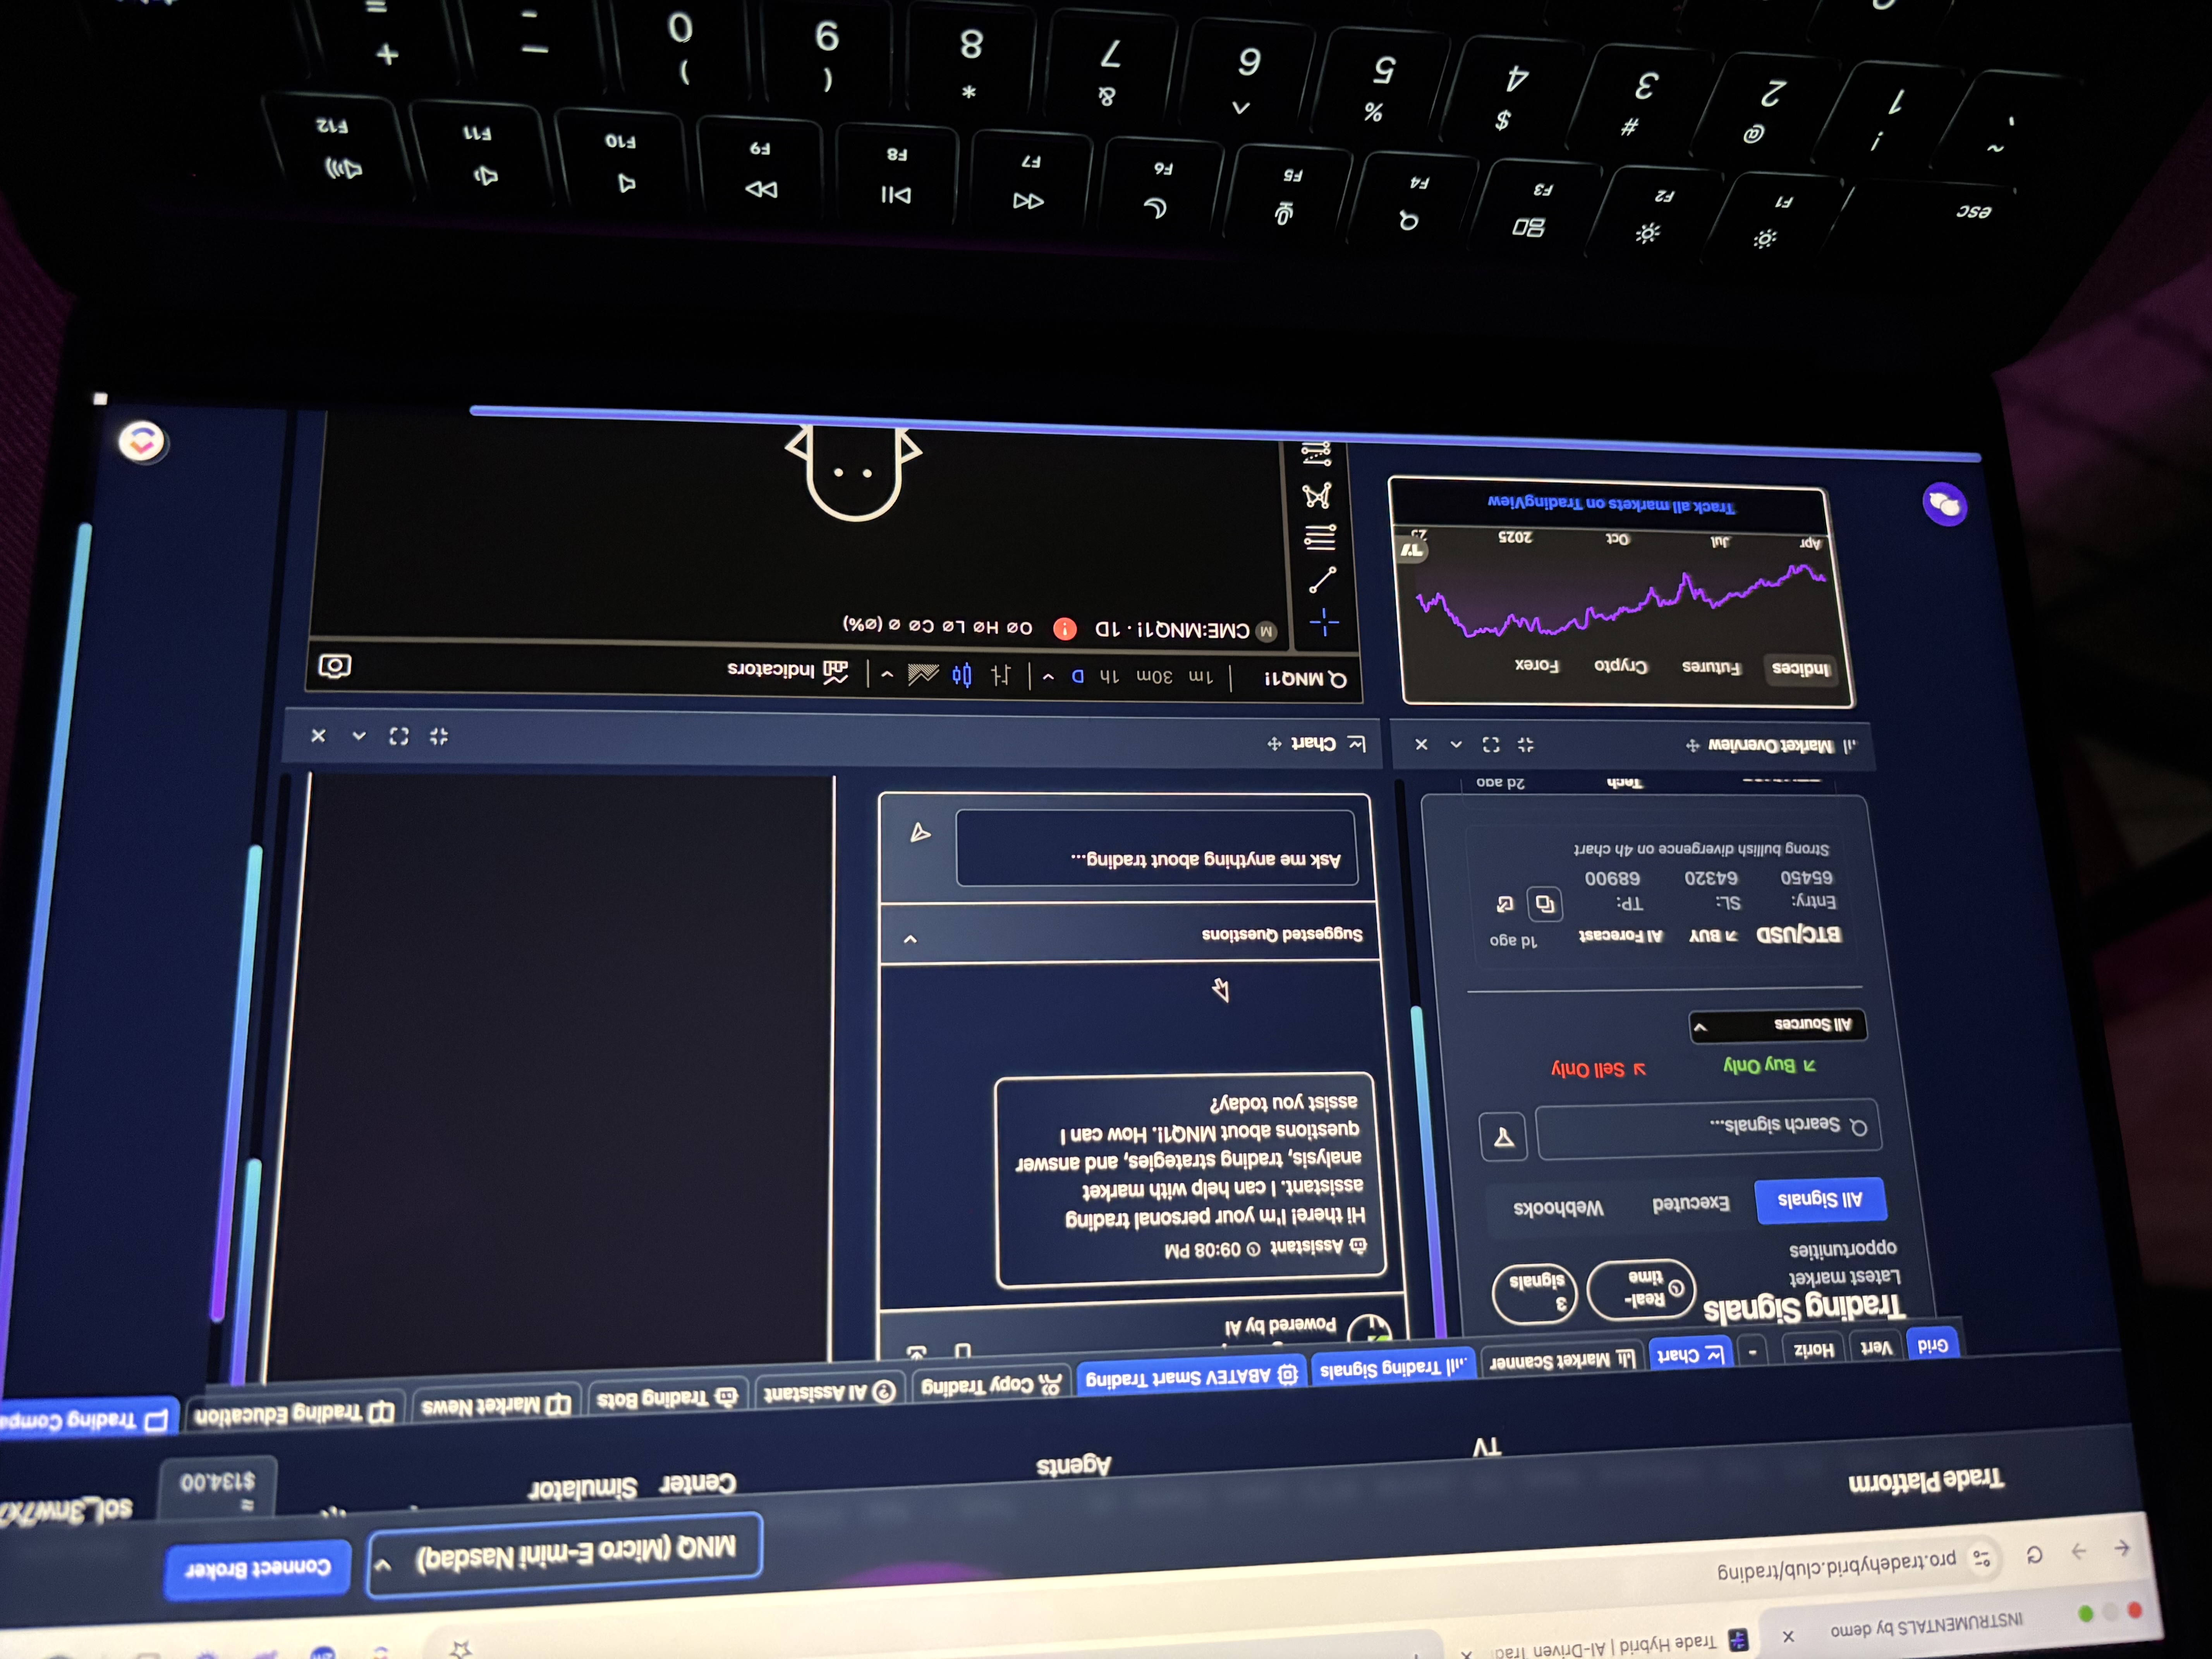 INSTRUMENTALS by demo
Trade Hybrid | AI-Driven Trad
pro.tradehybrid.club/trading
Trade Platform
MNQ (Micro E-mini Nasdaq)
Connect Broker
TV
Agents
Center
Simulator
≈
$134.00
sol_3nw7x7
Grid
Vert
Horiz
-
Chart
Market Scanner
Trading Signals
ABATEV Smart Trading
Copy Trading
AI Assistant
Trading Bots
Market News
Trading Education
Trading Compa
Trading Signals
Latest market
opportunities
Real-
time
3
signals
All Signals
Executed
Webhooks
Search signals...
Buy Only
Sell Only
All Sources
BTC/USD
BUY
AI Forecast
1d ago
Entry:
SL:
TP:
65450
64320
68900
Strong bullish divergence on 4h chart
Tech
2d ago
Powered by AI
Assistant
09:08 PM
Hi there! I'm your personal trading
assistant. I can help with market
analysis, trading strategies, and answer
questions about MNQ1!. How can I
assist you today?
Suggested Questions
Ask me anything about trading...
Market Overview
Indices
Futures
Crypto
Forex
Apr
Jul
Oct
2025
Track all markets on TradingView
Chart
MNQ1!
1m
30m
1h
D
Indicators
M
CME:MNQ1! · 1D
O∅ H∅ L∅ C∅ ∅ (∅%)
esc
F1
F2
F3
F4
F5
F6
F7
F8
F9
F10
F11
F12
~
`
!
1
@
2
#
3
$
4
%
5
^
6
&
7
*
8
(
9
)
0
—
-
+
=